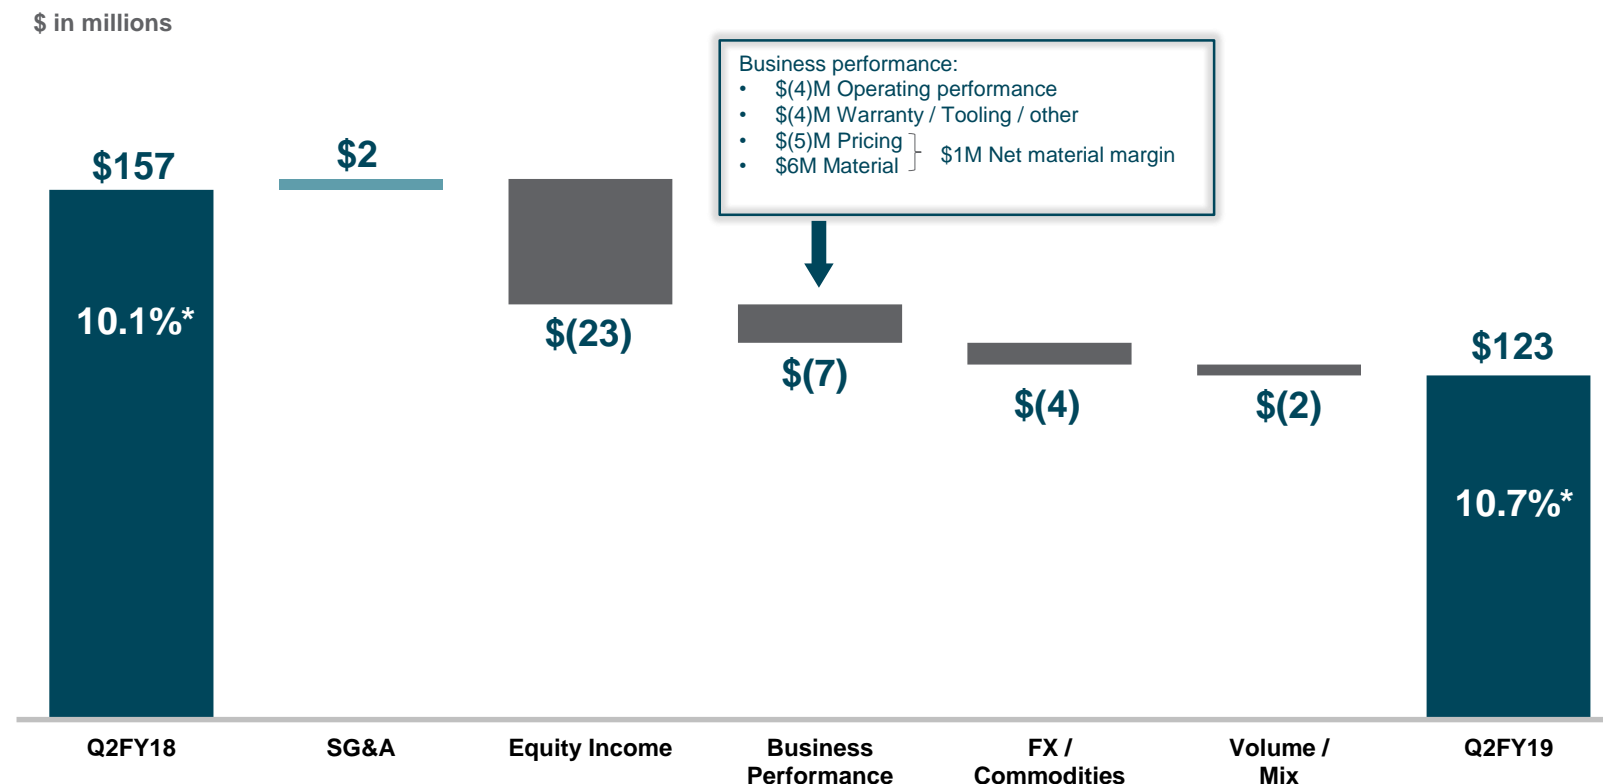 $ in millions
Business performance:
• $(4)M Operating performance
• $(4)M Warranty / Tooling / other
• $(5)M Pricing
• $6M Material
$1M Net material margin
$157
$2
10.1%*
$(23)
$(7)
$(4)
$(2)
$123
10.7%*
Q2FY18
SG&A
Equity Income
Business
Performance
FX /
Commodities
Volume /
Mix
Q2FY19